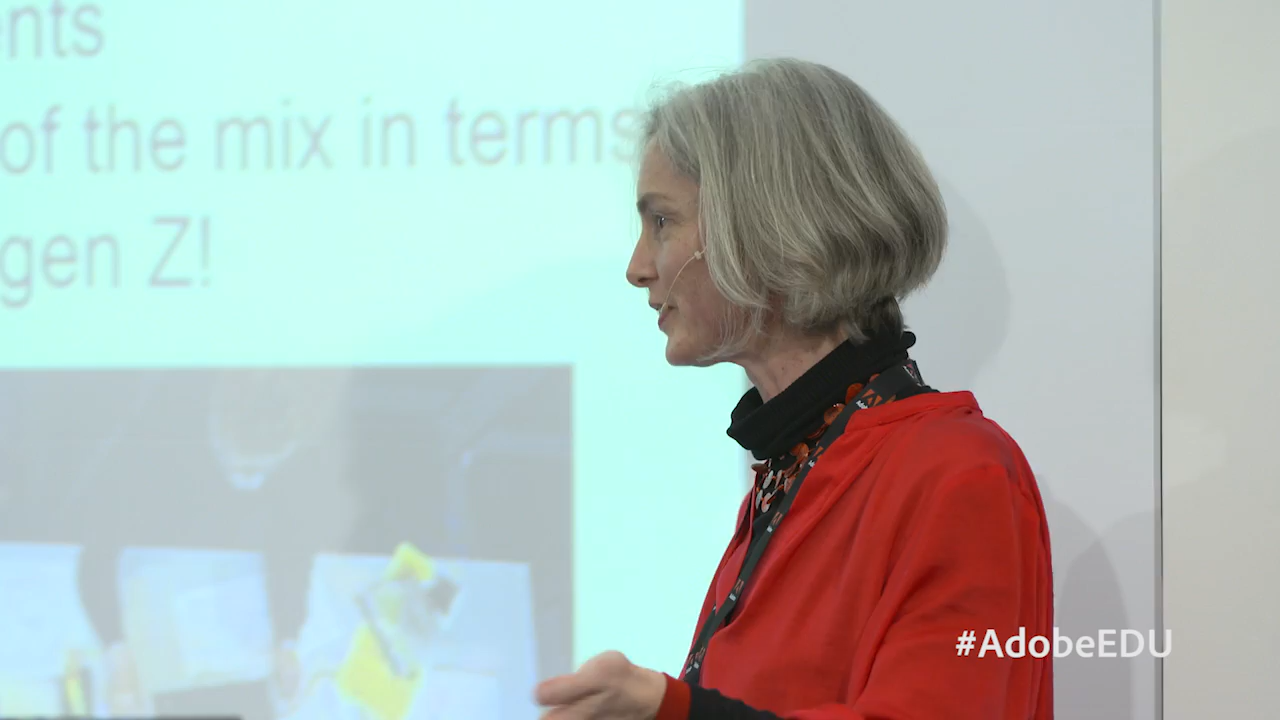 ents
of the mix in terms
gen Z!
#AdobeEDU